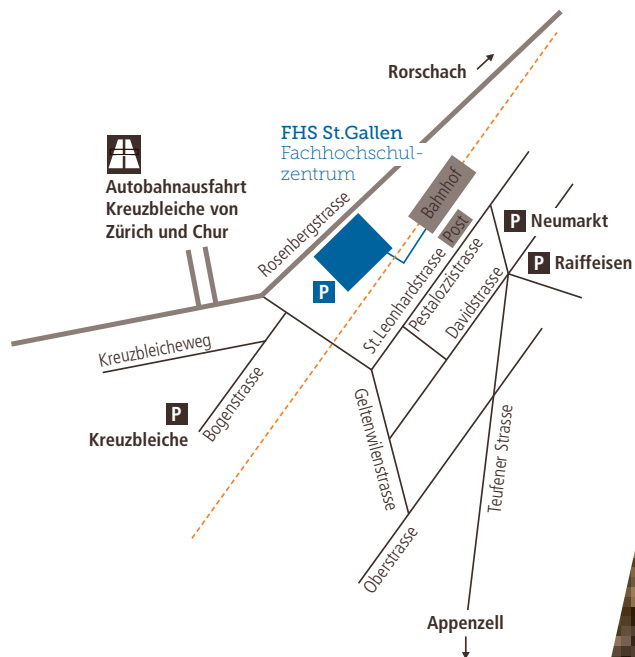 Rorschach
FHS St.Gallen
Fachhochschul-
zentrum
Autobahnausfahrt
Kreuzbleiche von
Zürich und Chur
Rosenbergstrasse
Bahnhof
Post
P Neumarkt
P Raiffeisen
P
St.Leonhardstrasse
Pestalozzistrasse
Davidstrasse
Kreuzbleicheweg
Bogenstrasse
P
Kreuzbleiche
Geltenwilenstrasse
Teufener Strasse
Oberstrasse
Appenzell